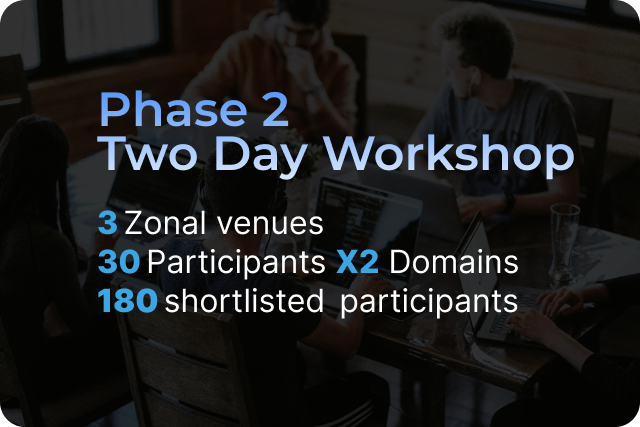 Phase 2
Two Day Workshop
3 Zonal venues
30 Participants X2 Domains
180 shortlisted participants